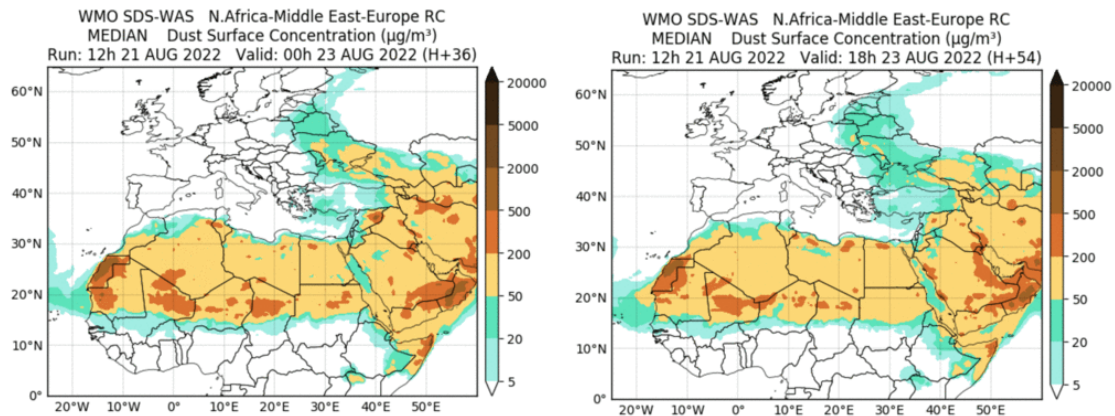 WMO SDS-WAS N.Africa-Middle East-Europe RC
MEDIAN Dust Surface Concentration (µg/m³)
Run: 12h 21 AUG 2022 Valid: 00h 23 AUG 2022 (H+36)
60°N
50°N
40°N
30°N
20°N
10°N
0°
20°W
10°W
0°
10°E
20°E
30°E
40°E
50°E
20000
5000
2000
500
200
50
20
5
WMO SDS-WAS N.Africa-Middle East-Europe RC
MEDIAN Dust Surface Concentration (µg/m³)
Run: 12h 21 AUG 2022 Valid: 18h 23 AUG 2022 (H+54)
60°N
50°N
40°N
30°N
20°N
10°N
0°
20°W
10°W
0°
10°E
20°E
30°E
40°E
50°E
20000
5000
2000
500
200
50
20
5